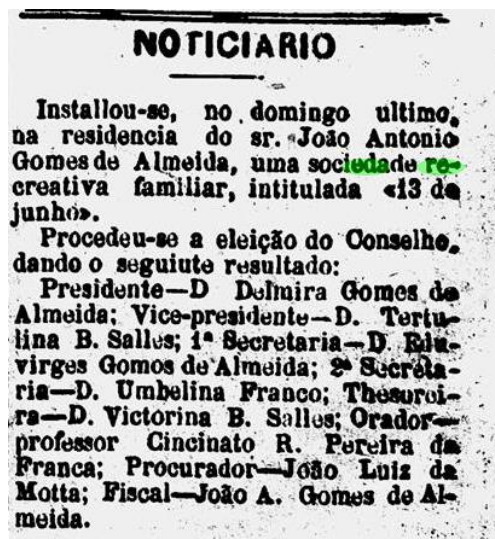 NOTICIARIO
Installou-se, no domingo ultimo,
na residencia do sr. João Antonio
Gomes de Almeida, uma sociedade re-
creativa familiar, intitulada «13 de
junho».
Procedeu-se a eleição do Conselho,
dando o seguiute resultado:
Presidente—D Delmira Gomes de
Almeida; Vice-presidente—D. Tertu-
lina B. Salles; 1ª Secretaria—D. Edu-
virges Gomos de Almeida; 2ª Secreta-
ria—D. Umbelina Franco; Thesourei-
ra—D. Victorina B. Salles; Orador—
professor Cincinato R. Pereira da
Franca; Procurador—João Luiz da
Motta; Fiscal—João A. Gomes de Al-
meida.